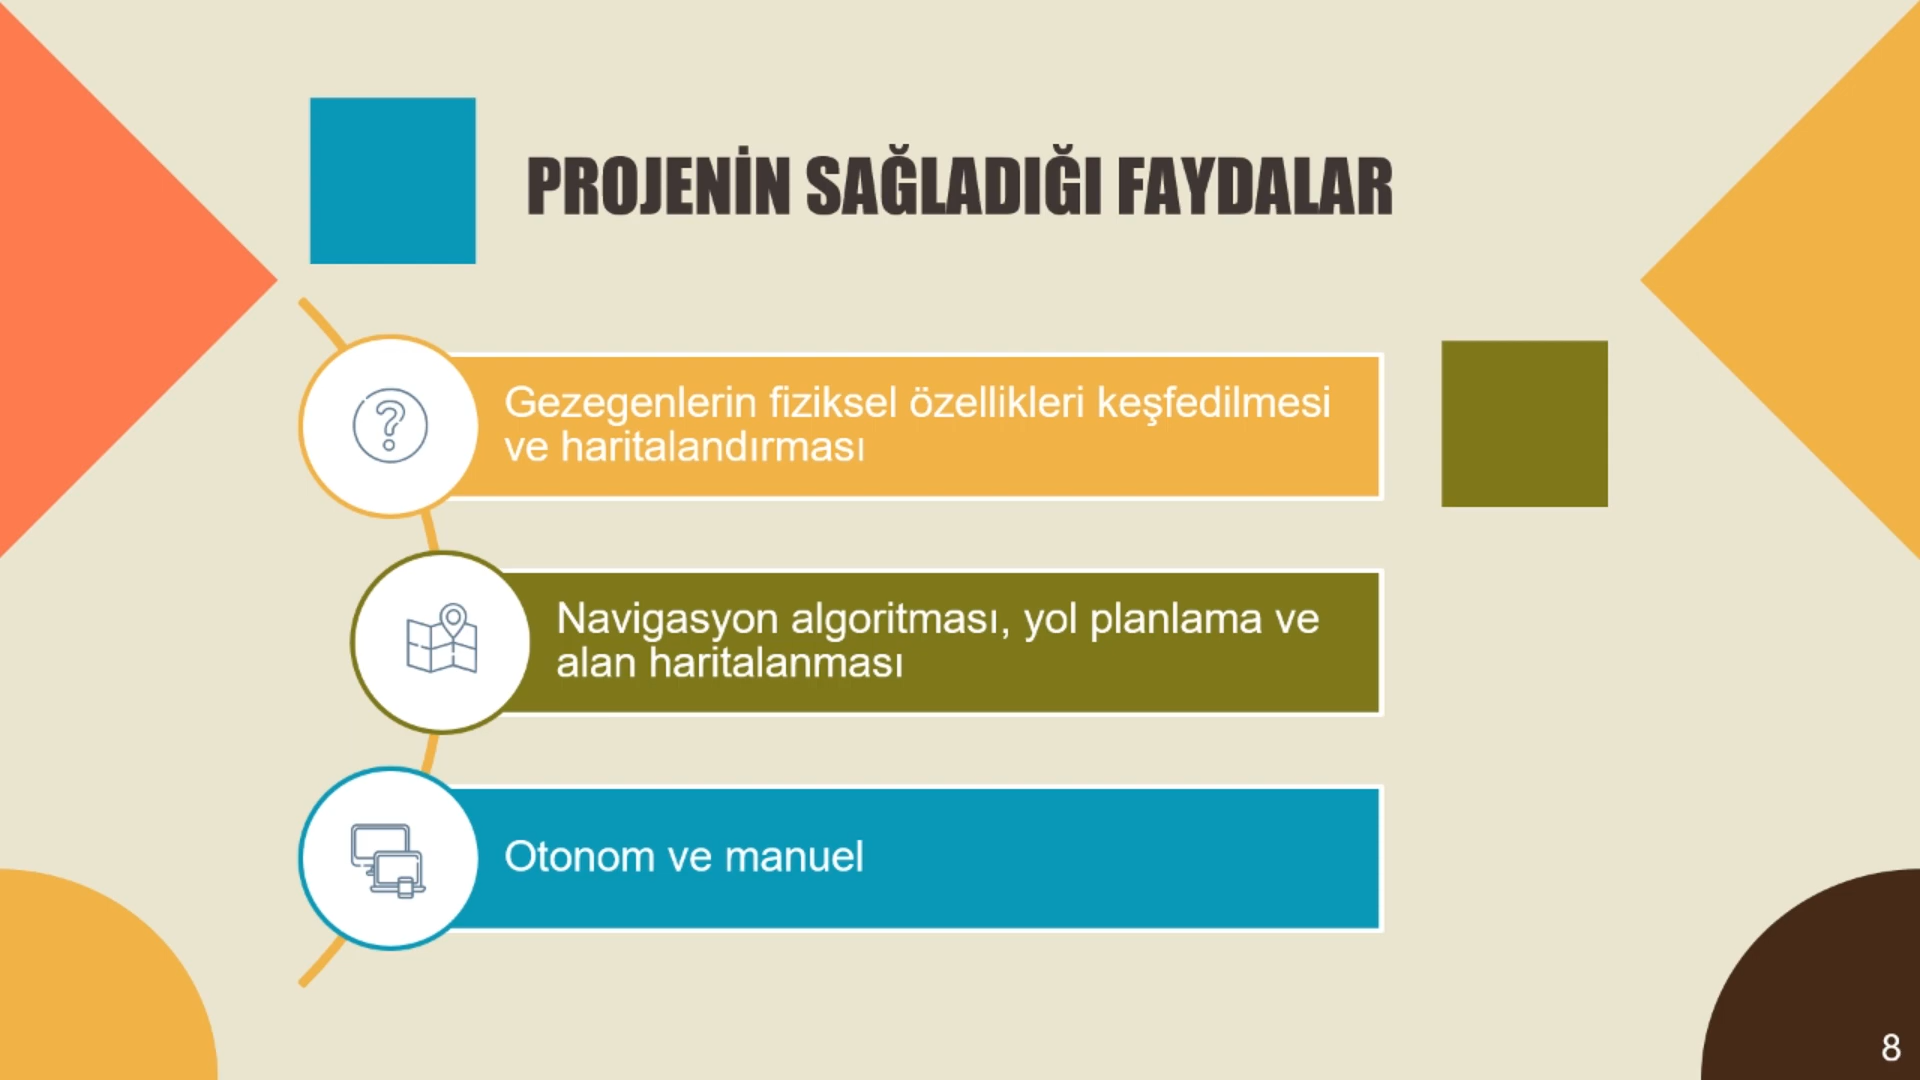 PROJENİN SAĞLADIĞI FAYDALAR
Gezegenlerin fiziksel özellikleri keşfedilmesi
ve haritalandırması
Navigasyon algoritması, yol planlama ve
alan haritalanması
Otonom ve manuel
8